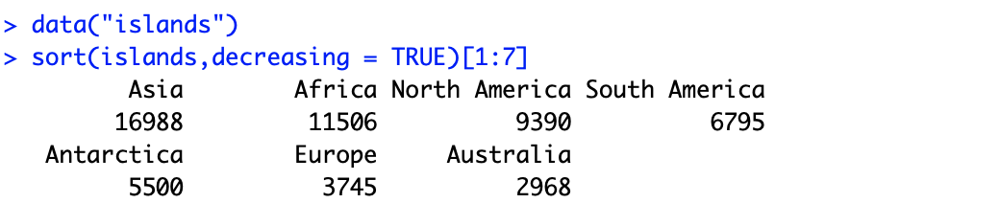 > data("islands")
> sort(islands,decreasing = TRUE)[1:7]
         Asia        Africa North America South America
        16988         11506          9390          6795
   Antarctica        Europe     Australia
         5500          3745          2968